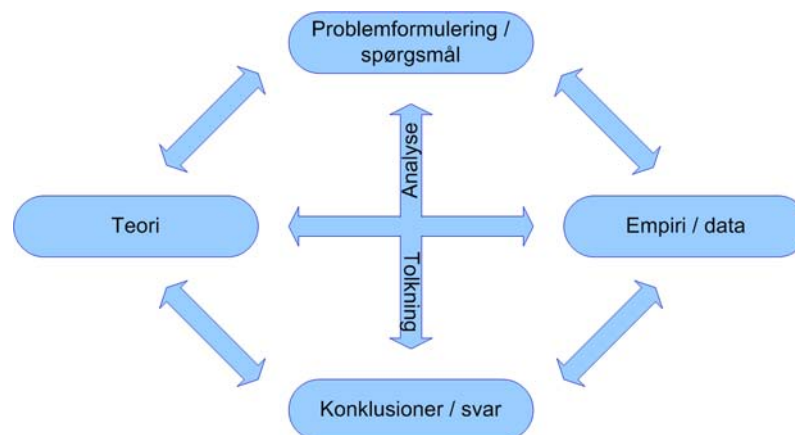 Problemformulering /
spørgsmål
Analyse
Teori
Empiri / data
Tolkning
Konklusioner / svar